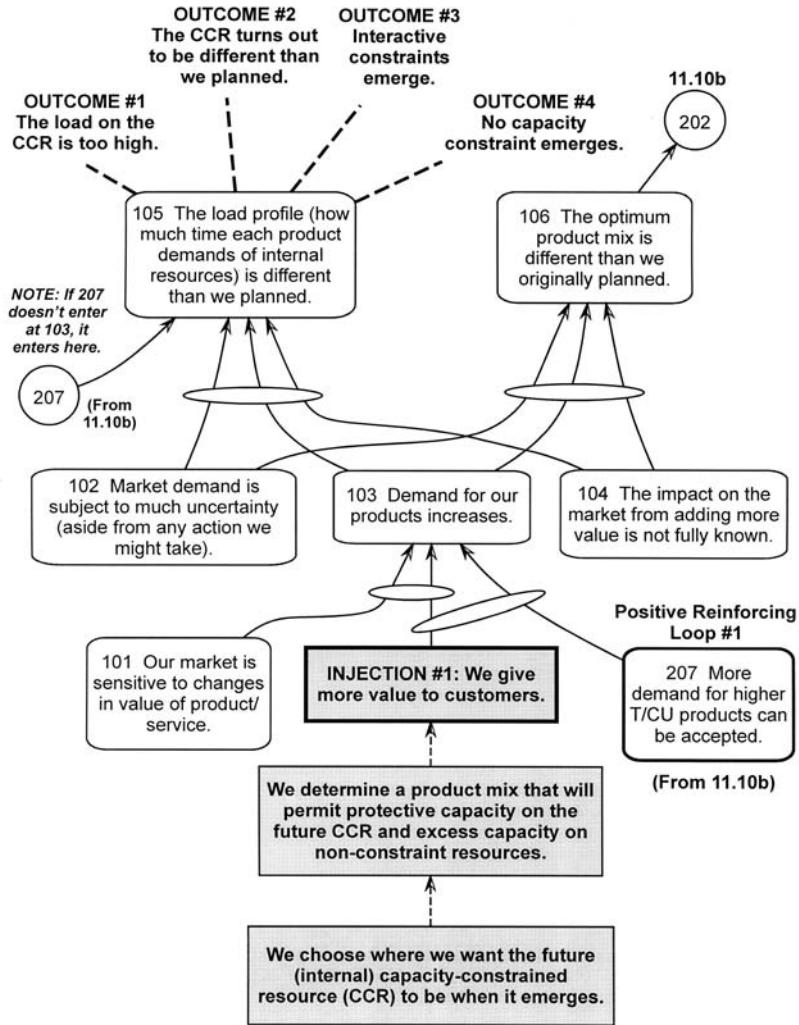 OUTCOME #2
The CCR turns out
to be different than
we planned.
OUTCOME #3
Interactive
constraints
emerge.
OUTCOME #1
The load on the
CCR is too high.
OUTCOME #4
No capacity
constraint emerges.
11.10b
202
105 The load profile (how
much time each product
demands of internal
resources) is different
than we planned.
106 The optimum
product mix is
different than we
originally planned.
NOTE: If 207
doesn't enter
at 103, it
enters here.
207
(From
11.10b)
102 Market demand is
subject to much uncertainty
(aside from any action we
might take).
103 Demand for our
products increases.
104 The impact on the
market from adding more
value is not fully known.
101 Our market is
sensitive to changes
in value of product/
service.
INJECTION #1: We give
more value to customers.
Positive Reinforcing
Loop #1
207 More
demand for higher
T/CU products can
be accepted.
(From 11.10b)
We determine a product mix that will
permit protective capacity on the
future CCR and excess capacity on
non-constraint resources.
We choose where we want the future
(internal) capacity-constrained
resource (CCR) to be when it emerges.